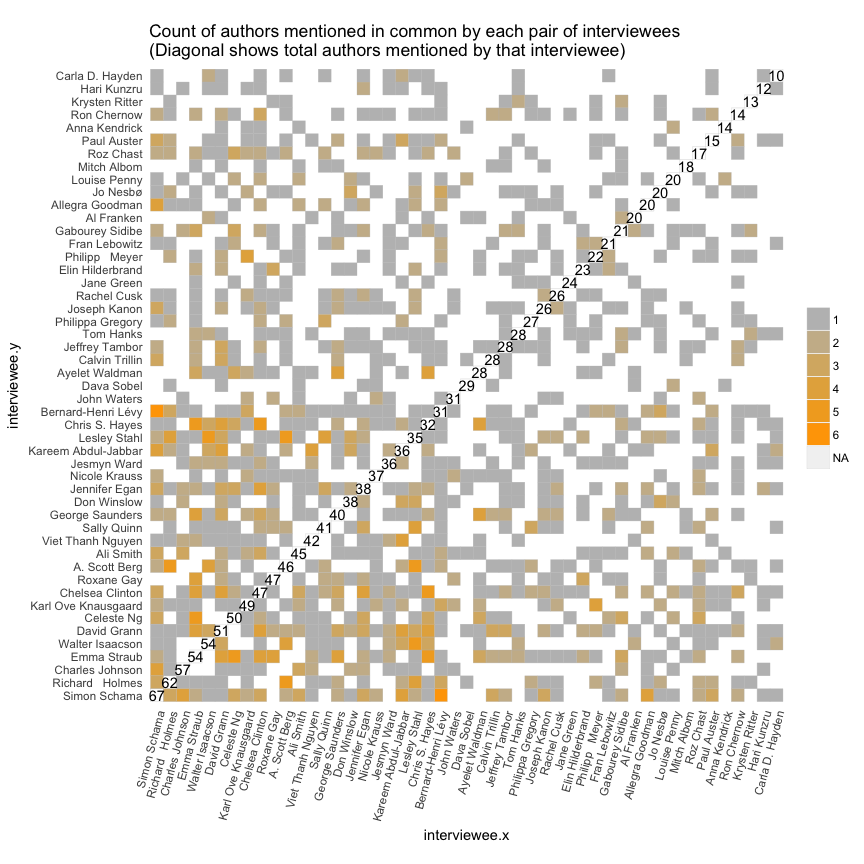 Count of authors mentioned in common by each pair of interviewees
(Diagonal shows total authors mentioned by that interviewee)
interviewee.y
Carla D. Hayden 10
Hari Kunzru 12
Krysten Ritter 13
Ron Chernow 14
Anna Kendrick 14
Paul Auster 15
Roz Chast 17
Mitch Albom 18
Louise Penny 20
Jo Nesbø 20
Allegra Goodman 20
Al Franken 20
Gabourey Sidibe 21
Fran Lebowitz 21
Philipp Meyer 22
Elin Hilderbrand 23
Jane Green 24
Rachel Cusk 26
Joseph Kanon 26
Philippa Gregory 27
Tom Hanks 28
Jeffrey Tambor 28
Calvin Trillin 28
Ayelet Waldman 28
Dava Sobel 29
John Waters 31
Bernard-Henri Lévy 31
Chris S. Hayes 32
Lesley Stahl 35
Kareem Abdul-Jabbar 36
Jesmyn Ward 36
Nicole Krauss 37
Jennifer Egan 38
Don Winslow 38
George Saunders 40
Sally Quinn 41
Viet Thanh Nguyen 42
Ali Smith 45
A. Scott Berg 46
Roxane Gay 47
Chelsea Clinton 47
Karl Ove Knausgaard 49
Celeste Ng 50
David Grann 51
Walter Isaacson 54
Emma Straub 54
Charles Johnson 57
Richard Holmes 62
Simon Schama 67
1
2
3
4
5
6
NA
Simon Schama
Richard Holmes
Charles Johnson
Emma Straub
Walter Isaacson
David Grann
Celeste Ng
Karl Ove Knausgaard
Chelsea Clinton
Roxane Gay
A. Scott Berg
Ali Smith
Viet Thanh Nguyen
Sally Quinn
George Saunders
Don Winslow
Jennifer Egan
Nicole Krauss
Jesmyn Ward
Kareem Abdul-Jabbar
Lesley Stahl
Chris S. Hayes
Bernard-Henri Lévy
John Waters
Dava Sobel
Ayelet Waldman
Calvin Trillin
Jeffrey Tambor
Tom Hanks
Philippa Gregory
Joseph Kanon
Rachel Cusk
Jane Green
Elin Hilderbrand
Philipp Meyer
Fran Lebowitz
Gabourey Sidibe
Al Franken
Allegra Goodman
Jo Nesbø
Louise Penny
Mitch Albom
Roz Chast
Paul Auster
Anna Kendrick
Ron Chernow
Krysten Ritter
Hari Kunzru
Carla D. Hayden
interviewee.x